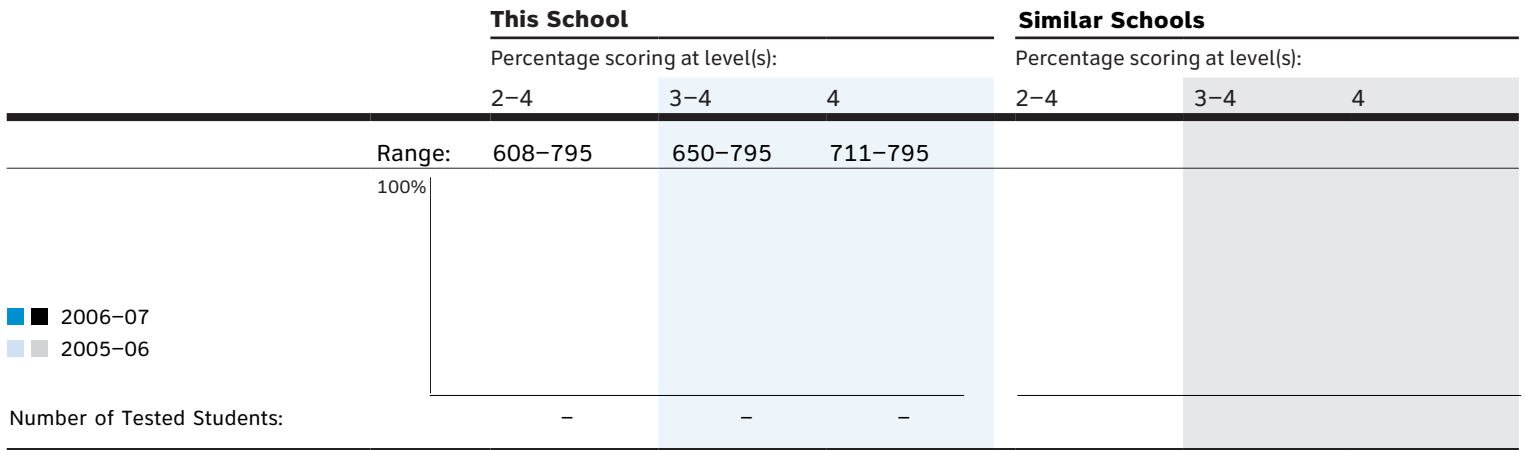 This School Similar Schools
Percentage scoring at level(s): Percentage scoring at level(s):
2–4 3–4 4 2–4 3–4 4
Range: 608–795 650–795 711–795
100%
2006–07
2005–06
Number of Tested Students: – – –